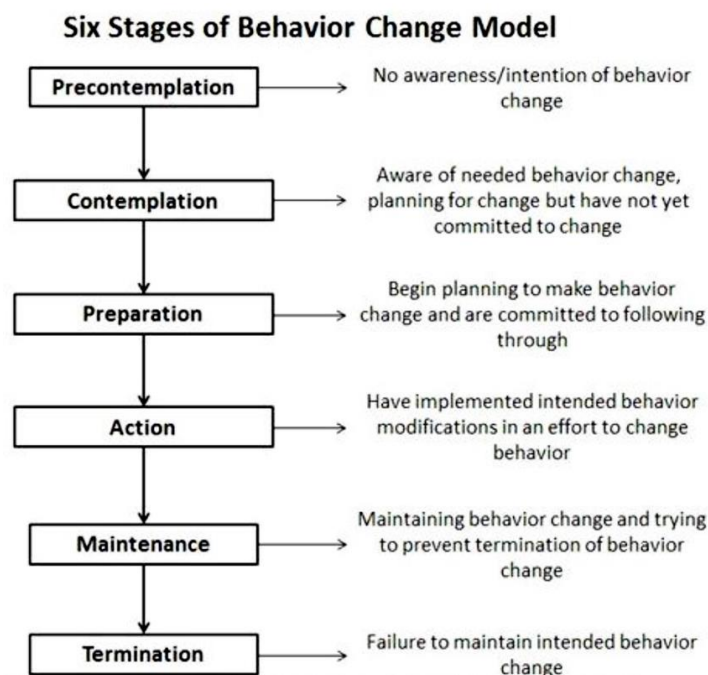 Six Stages of Behavior Change Model
Precontemplation
No awareness/intention of behavior
change
Contemplation
Aware of needed behavior change,
planning for change but have not yet
committed to change
Preparation
Begin planning to make behavior
change and are committed to following
through
Action
Have implemented intended behavior
modifications in an effort to change
behavior
Maintenance
Maintaining behavior change and trying
to prevent termination of behavior
change
Termination
Failure to maintain intended behavior
change